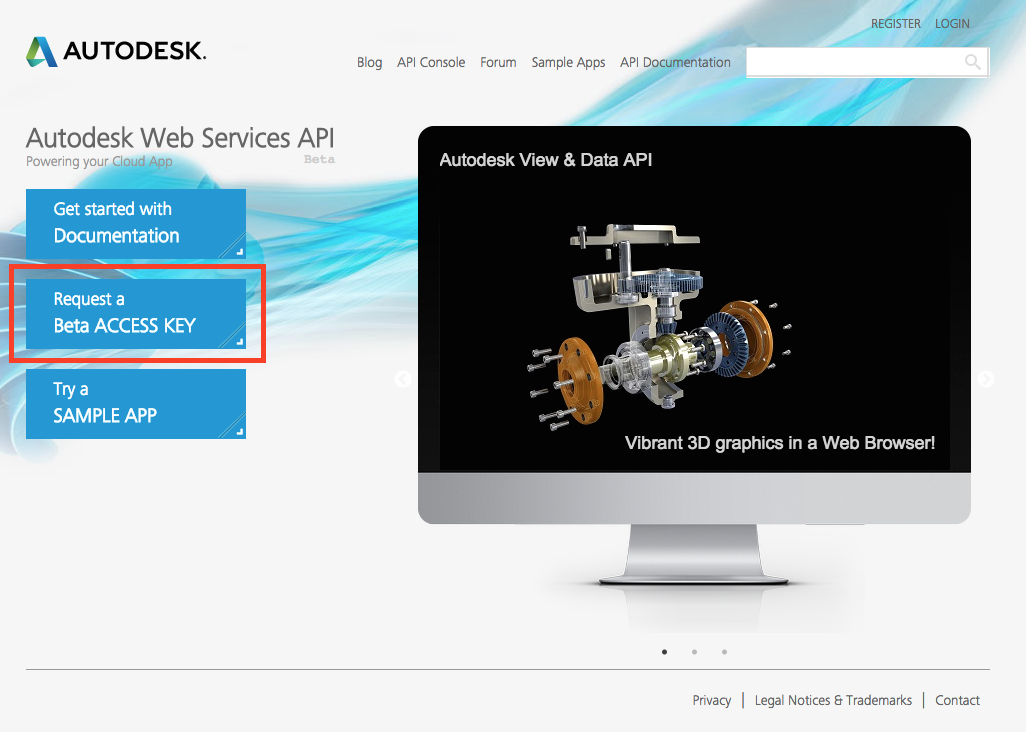 REGISTER LOGIN
AUTODESK.
Blog API Console Forum Sample Apps API Documentation
Autodesk Web Services API
Powering your Cloud App Beta
Get started with
Documentation
Request a
Beta ACCESS KEY
Try a
SAMPLE APP
Autodesk View & Data API
Vibrant 3D graphics in a Web Browser!
Privacy | Legal Notices & Trademarks | Contact